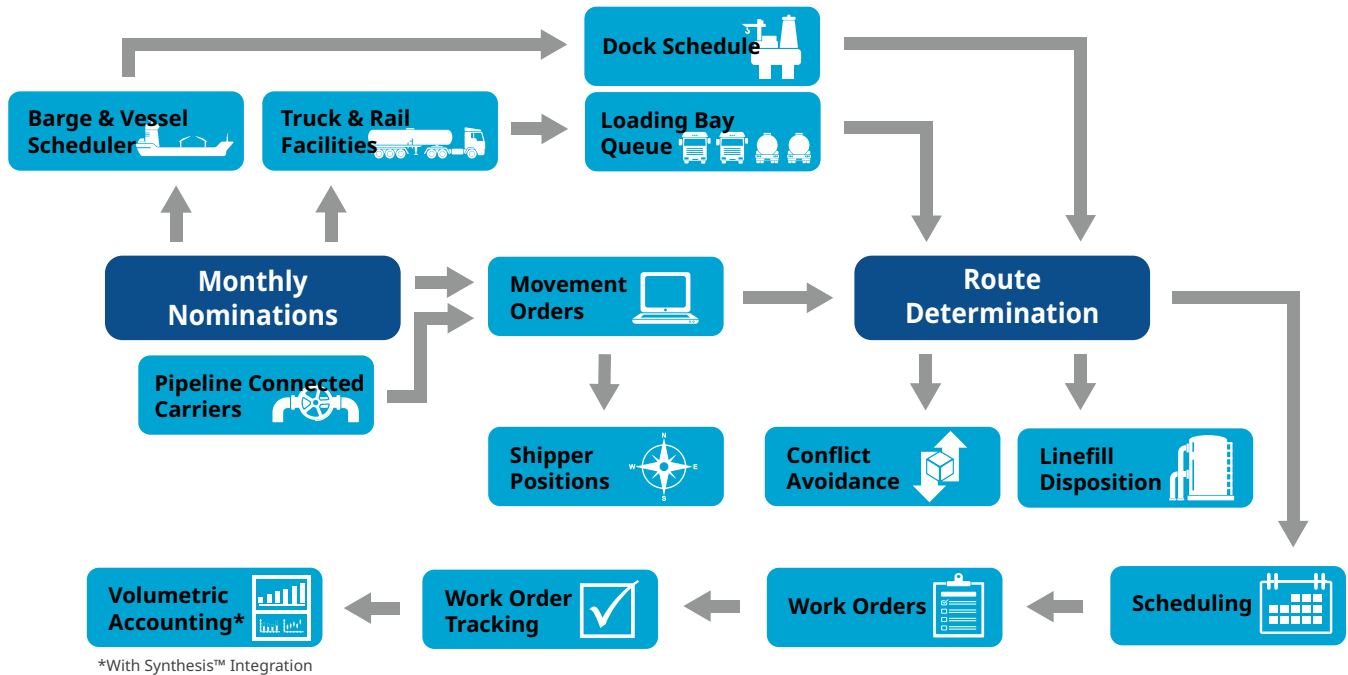 Dock Schedule
Barge & Vessel
Scheduler
Truck & Rail
Facilities
Loading Bay
Queue
Monthly
Nominations
Movement
Orders
Route
Determination
Pipeline Connected
Carriers
Shipper
Positions
N
W
E
S
Conflict
Avoidance
Linefill
Disposition
Volumetric
Accounting*
Work Order
Tracking
Work Orders
Scheduling
*With Synthesis™ Integration